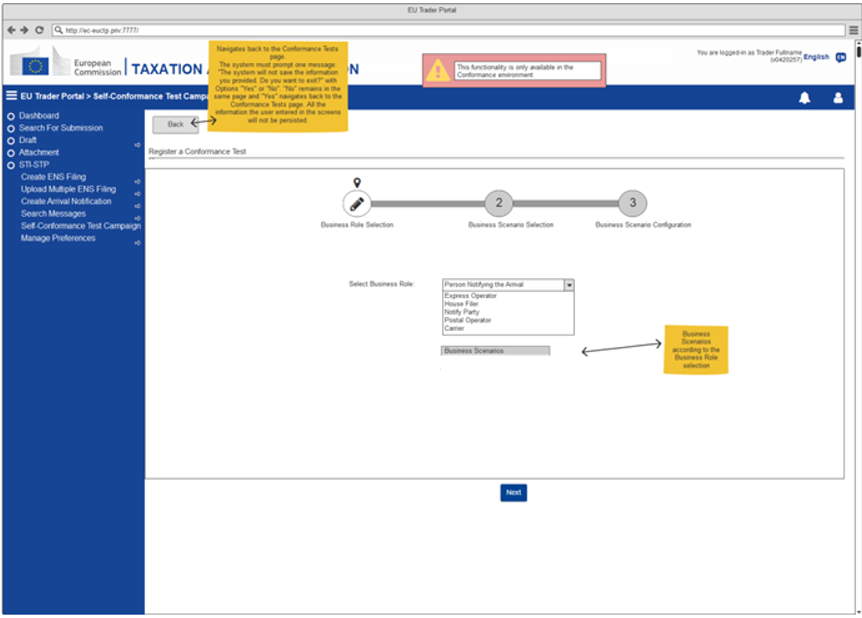 EU Trader Portal
http://ec-euctp.piv.7777/
European
Commission
TAXATION
N
Navigates back to the Conformance Tests
page.
The system must prompt one message.
"The system will not save the information
you provided. Do you want to exit?" with
Options "Yes" or "No". "No" remains in the
same page and "Yes" navigates back to the
Conformance Tests page. All the
information the user entered in the screens
will not be persisted.
This functionality is only available in the
Conformance environment
You are logged-in as Trader Fullname
(v0420257)
English
EN
EU Trader Portal > Self-Conformance Test Campa
Dashboard
Search For Submission
Draft
Attachment
STI-STP
Create ENS Filing
Upload Multiple ENS Filing
Create Arrival Notification
Search Messages
Self-Conformance Test Campaign
Manage Preferences
Back
Register a Conformance Test
2
3
Business Role Selection
Business Scenario Selection
Business Scenario Configuration
Select Business Role:
Person Notifying the Arrival
Express Operator
House Filer
Notify Party
Postal Operator
Carrier
Business Scenarios
Business
Scenarios
according to the
Business Role
selection
Next